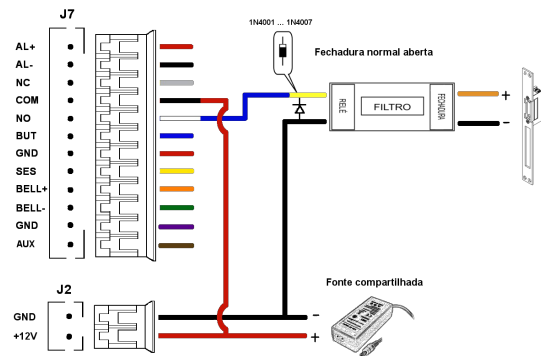 J7
AL+
AL-
NC
COM
NO
BUT
GND
SES
BELL+
BELL-
GND
AUX
1N4001 ... 1N4007
Fechadura normal aberta
RELÉ
FILTRO
FECHADURA
+
-
J2
GND
+12V
Fonte compartilhada
-
+